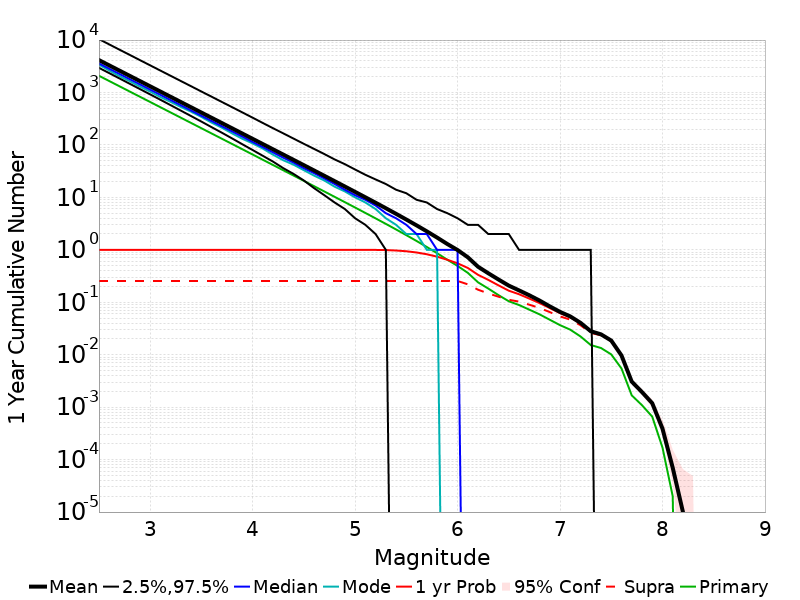 10^4
10^3
10^2
10^1
10^0
10^-1
10^-2
10^-3
10^-4
10^-5
1 Year Cumulative Number
3 4 5 6 7 8 9
Magnitude
Mean 2.5%,97.5% Median Mode 1 yr Prob 95% Conf Supra Primary